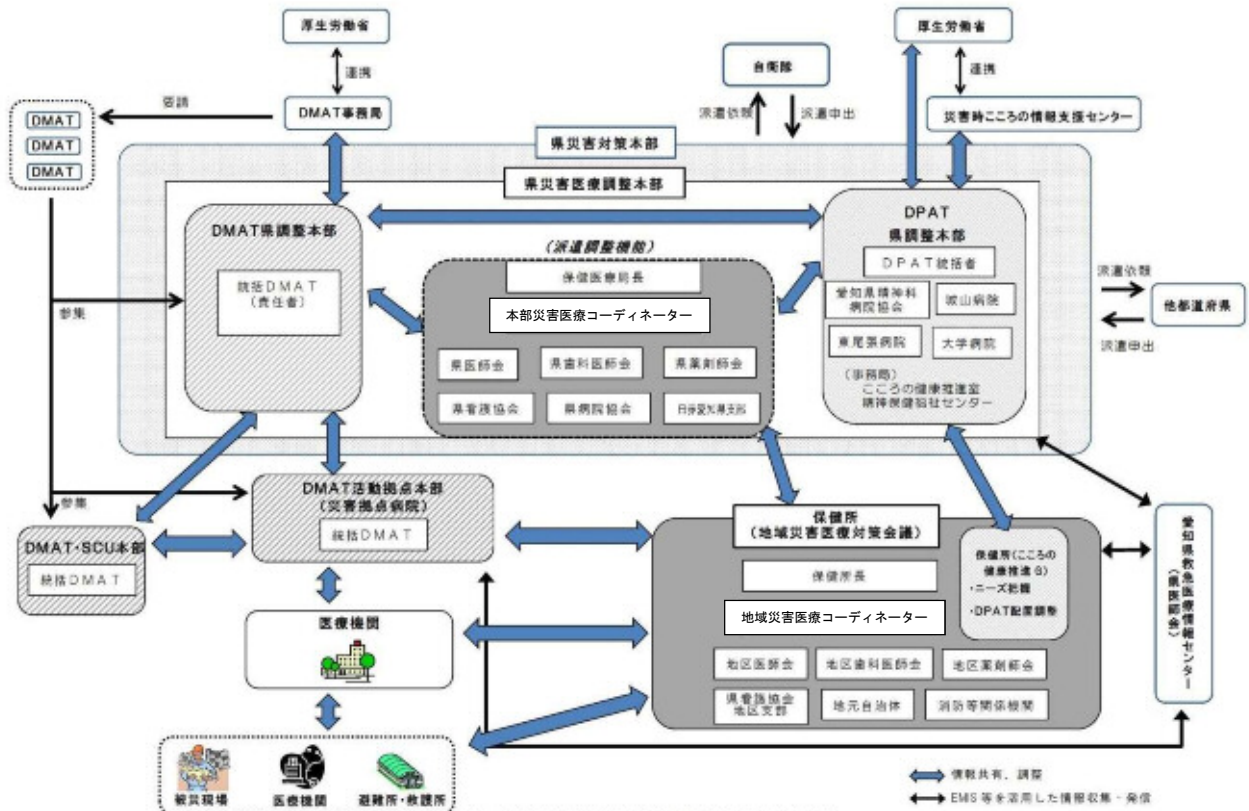 厚生労働省
連携
DMAT事務局
要請
DMAT
DMAT
DMAT
自衛隊
派遣依頼
派遣申出
厚生労働省
連携
災害時こころの情報支援センター
県災害対策本部
県災害医療調整本部
DMAT県調整本部
統括DMAT
(責任者)
(派遣調整機能)
保健医療局長
本部災害医療コーディネーター
県医師会
県歯科医師会
県薬剤師会
県看護協会
県病院協会
日赤愛知県支部
DPAT
県調整本部
DPAT統括者
愛知県精神科
病院協会
城山病院
東尾張病院
大学病院
(事務局)
こころの健康推進室
精神保健福祉センター
派遣依頼
他都道府県
派遣申出
参集
参集
DMAT活動拠点本部
(災害拠点病院)
統括DMAT
DMAT・SCU本部
統括DMAT
医療機関
被災現場
医療機関
避難所・救護所
保健所
(地域災害医療対策会議)
保健所長
地域災害医療コーディネーター
保健所(こころの
健康推進G)
・ニーズ把握
・DPAT配置調整
地区医師会
地区歯科医師会
地区薬剤師会
県看護協会
地区支部
地元自治体
消防等関係機関
愛知県救急医療情報センター
(県医師会)
情報共有、調整
EMIS等を活用した情報収集・発信